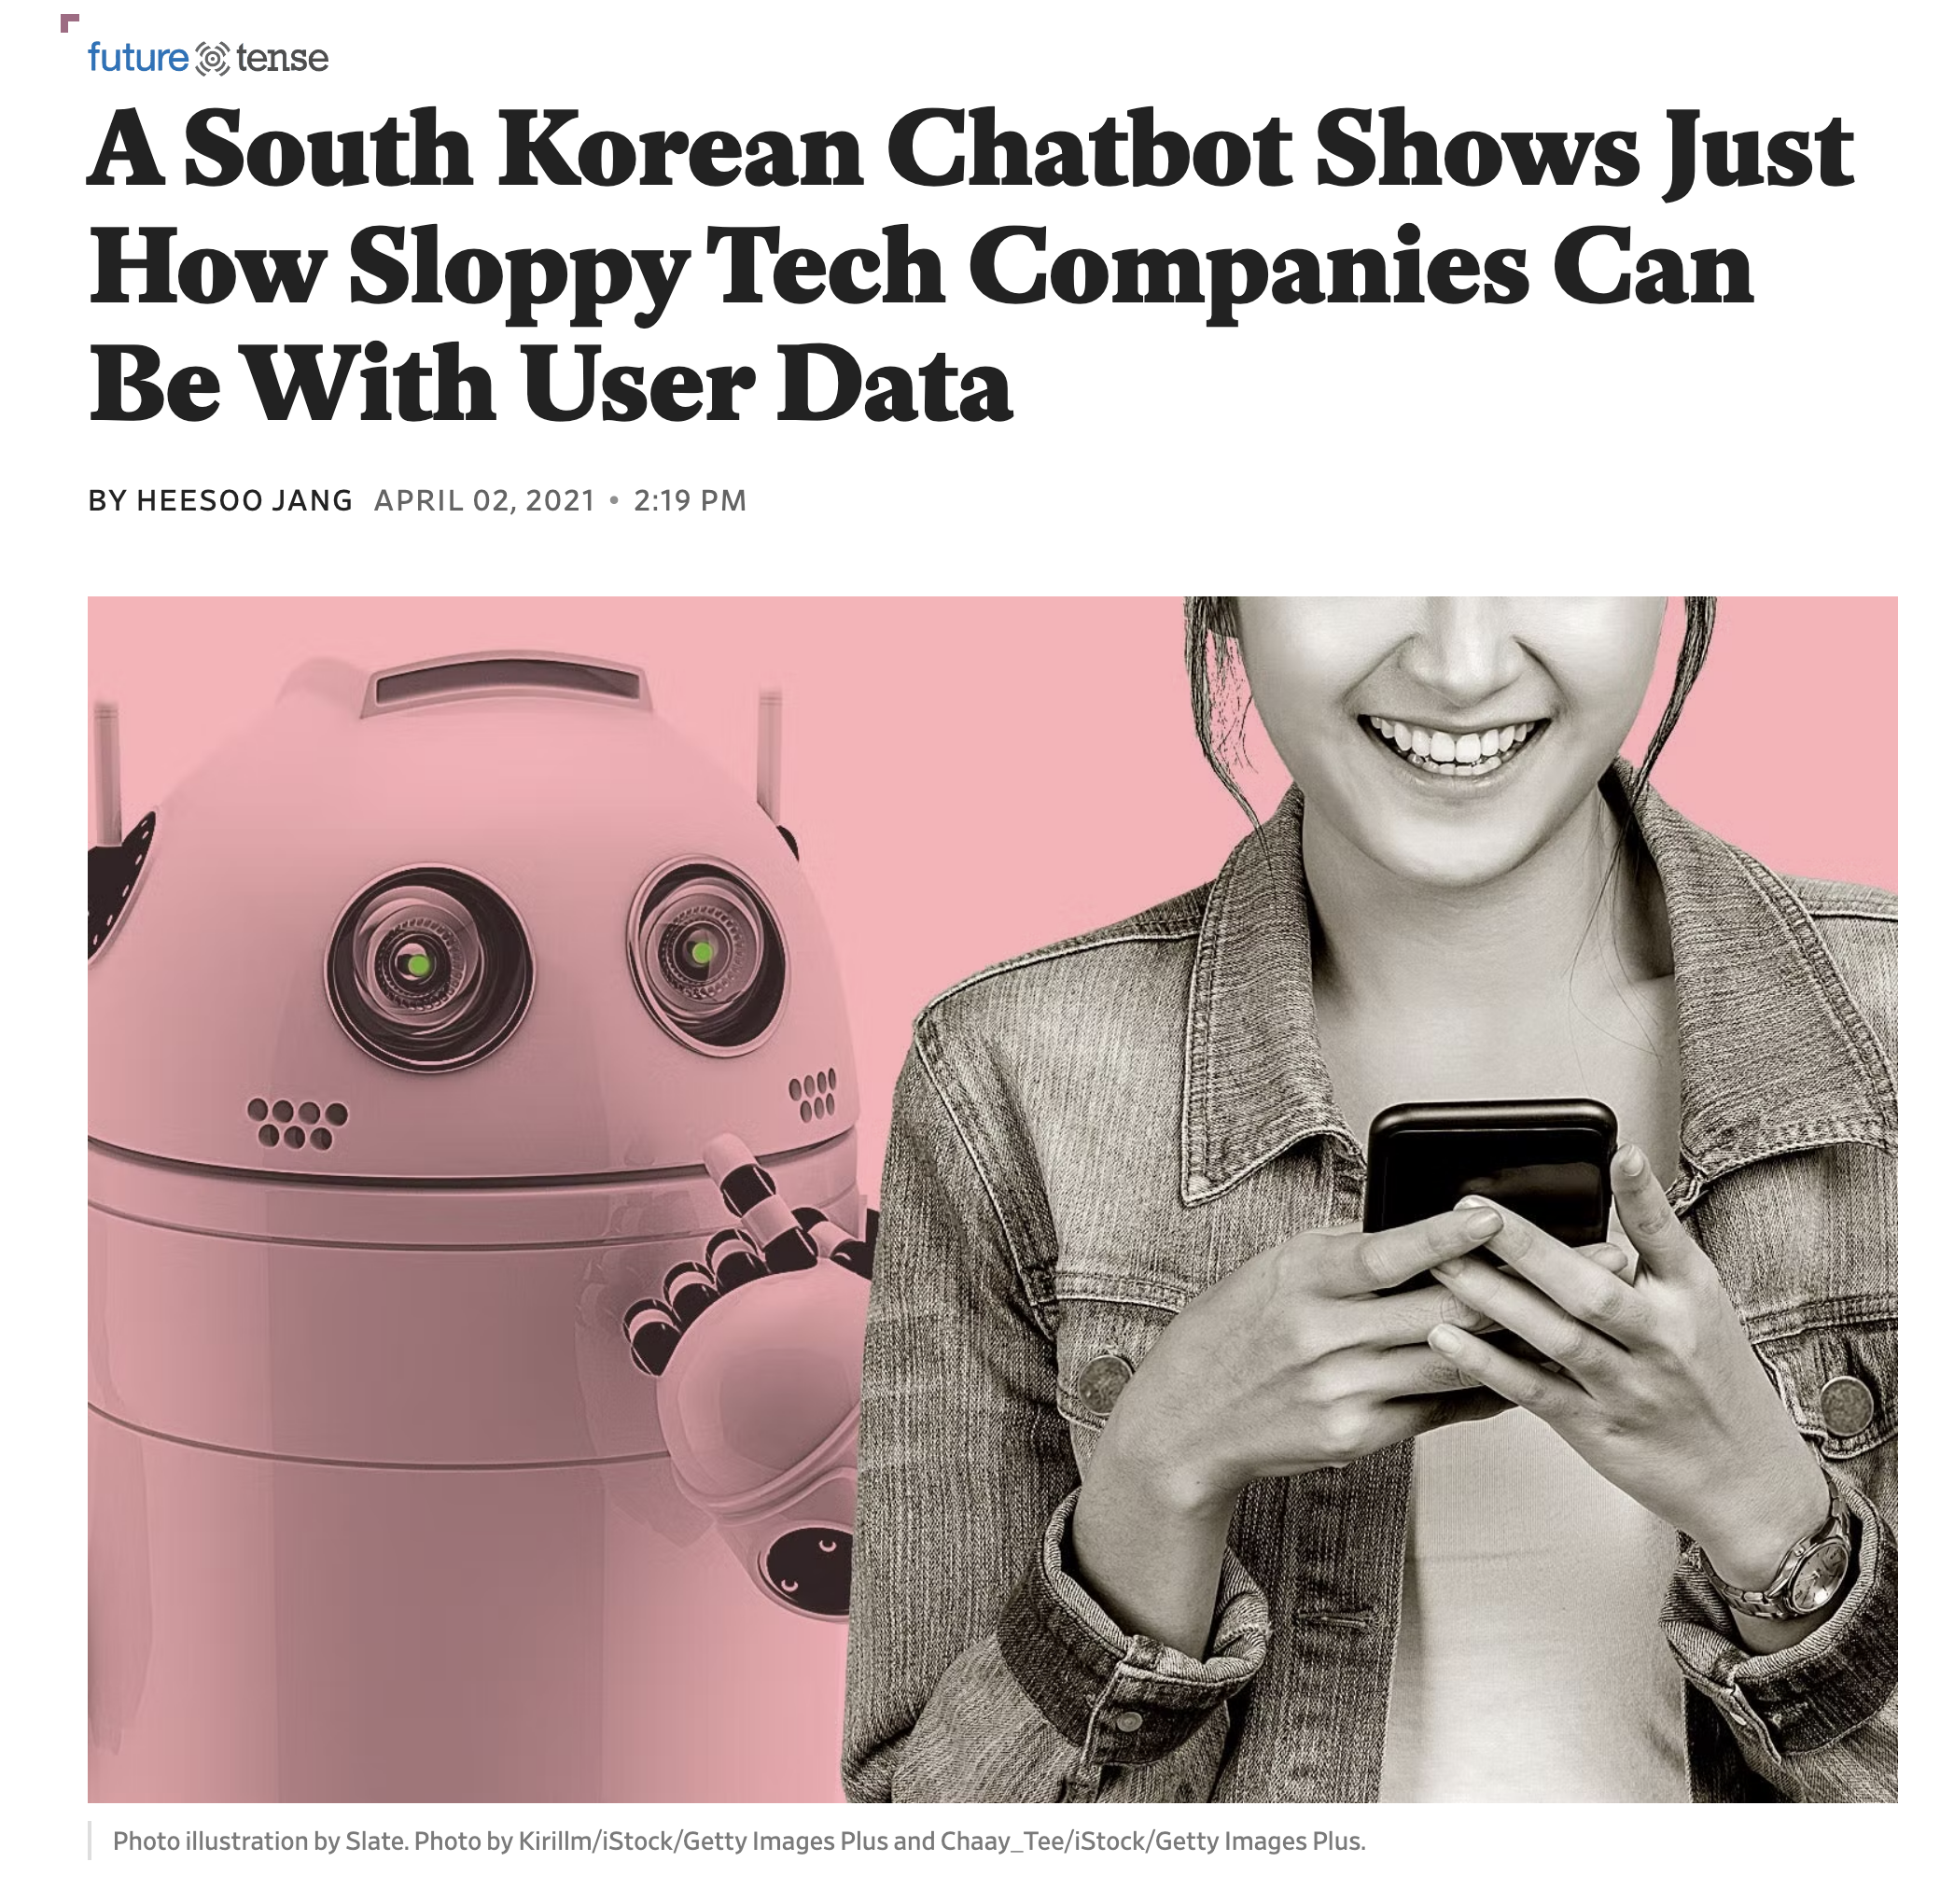 future tense
A South Korean Chatbot Shows Just
How Sloppy Tech Companies Can
Be With User Data
BY HEESOO JANG APRIL 02, 2021 • 2:19 PM
Photo illustration by Slate. Photo by Kirillm/iStock/Getty Images Plus and Chaay_Tee/iStock/Getty Images Plus.